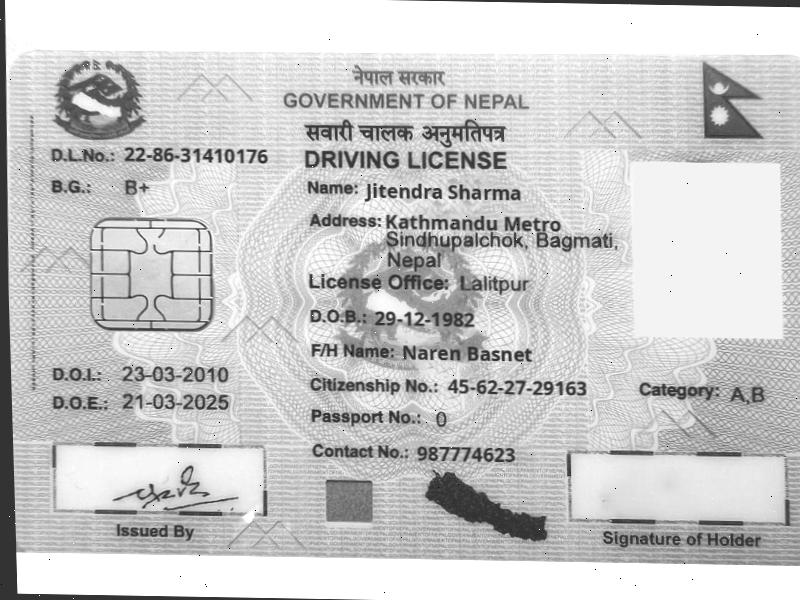 नेपाल सरकार
GOVERNMENT OF NEPAL
सवारी चालक अनुमतिपत्र
DRIVING LICENSE
D.L.No.: 22-86-31410176
B.G.: B+
Name: Jitendra Sharma
Address: Kathmandu Metro
Sindhupalchok, Bagmati,
Nepal
License Office: Lalitpur
D.O.B.: 29-12-1982
F/H Name: Naren Basnet
D.O.I.: 23-03-2010
Citizenship No.: 45-62-27-29163
Category: A,B
D.O.E.: 21-03-2025
Passport No.: 0
Contact No.: 987774623
Issued By
Signature of Holder